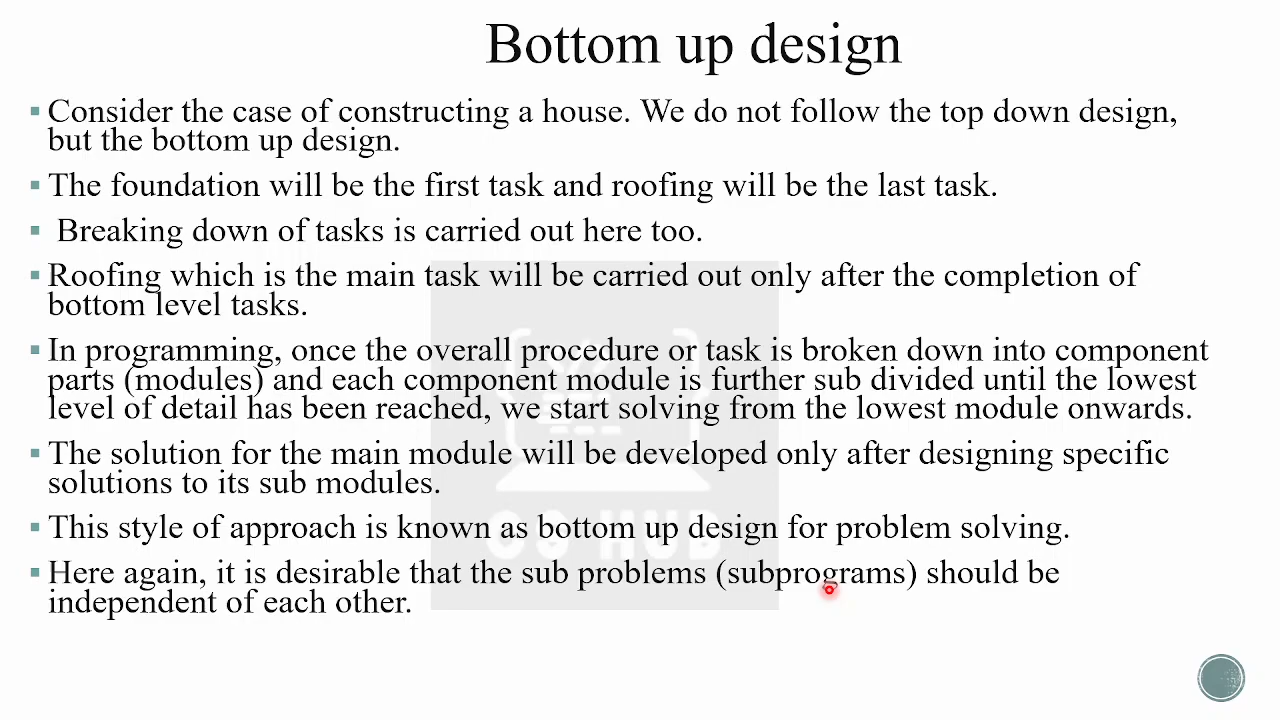 Bottom up design
Consider the case of constructing a house. We do not follow the top down design,
but the bottom up design.
The foundation will be the first task and roofing will be the last task.
Breaking down of tasks is carried out here too.
Roofing which is the main task will be carried out only after the completion of
bottom level tasks.
In programming, once the overall procedure or task is broken down into component
parts (modules) and each component module is further sub divided until the lowest
level of detail has been reached, we start solving from the lowest module onwards.
The solution for the main module will be developed only after designing specific
solutions to its sub modules.
This style of approach is known as bottom up design for problem solving.
Here again, it is desirable that the sub problems (subprograms) should be
independent of each other.